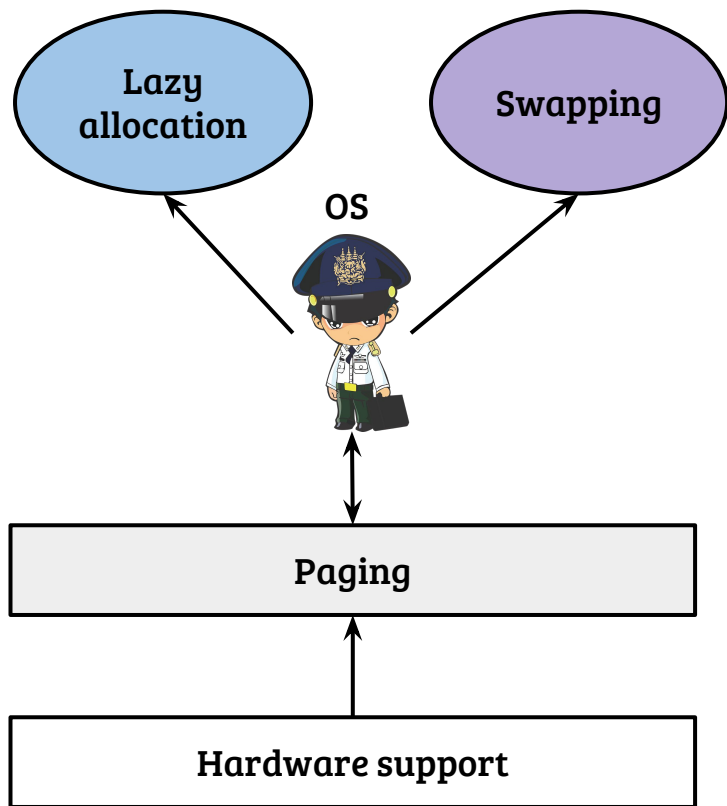 Lazy
allocation
Swapping
OS
Paging
Hardware support